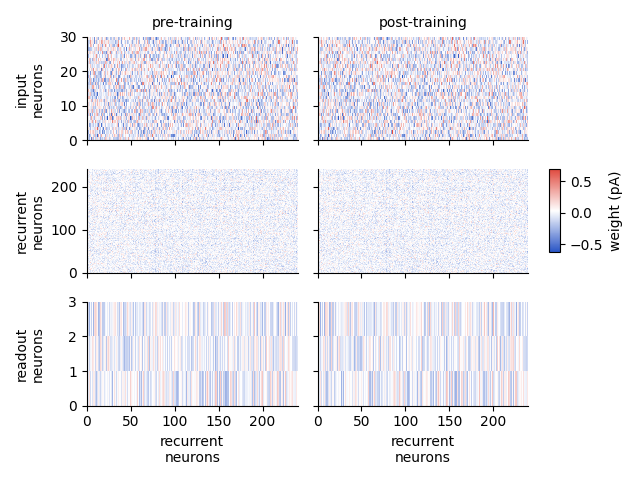 pre-training
post-training
input
neurons
30
20
10
0
recurrent
neurons
200
100
0
0.5
0.0
−0.5
weight (pA)
readout
neurons
3
2
1
0
0 50 100 150 200
0 50 100 150 200
recurrent
neurons
recurrent
neurons